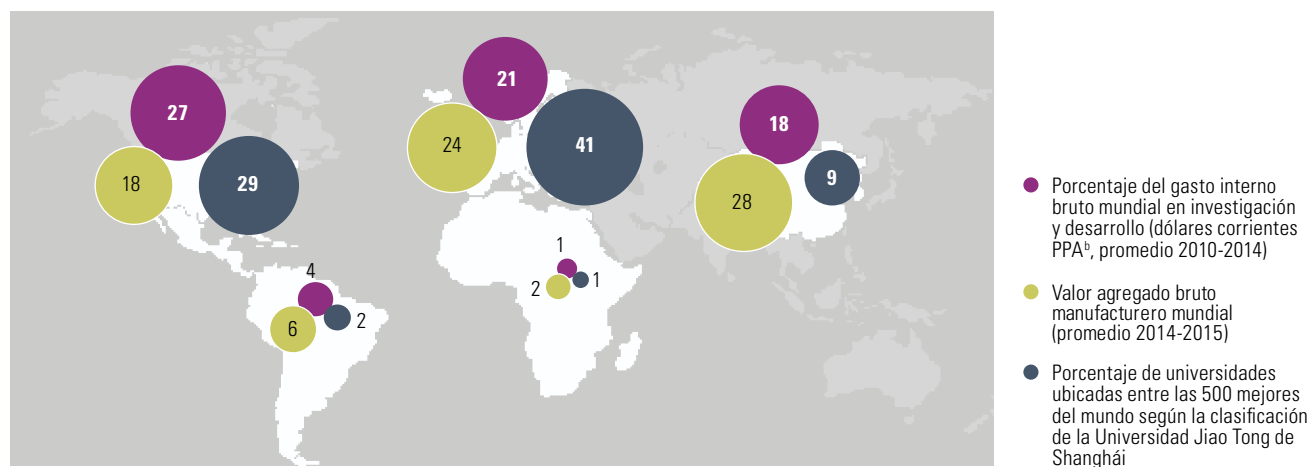 27
18
29
21
24
41
18
28
9
4
6
2
1
2
1
Porcentaje del gasto interno
bruto mundial en investigación
y desarrollo (dólares corrientes
PPAᵇ, promedio 2010-2014)
Valor agregado bruto
manufacturero mundial
(promedio 2014-2015)
Porcentaje de universidades
ubicadas entre las 500 mejores
del mundo según la clasificación
de la Universidad Jiao Tong de
Shanghái